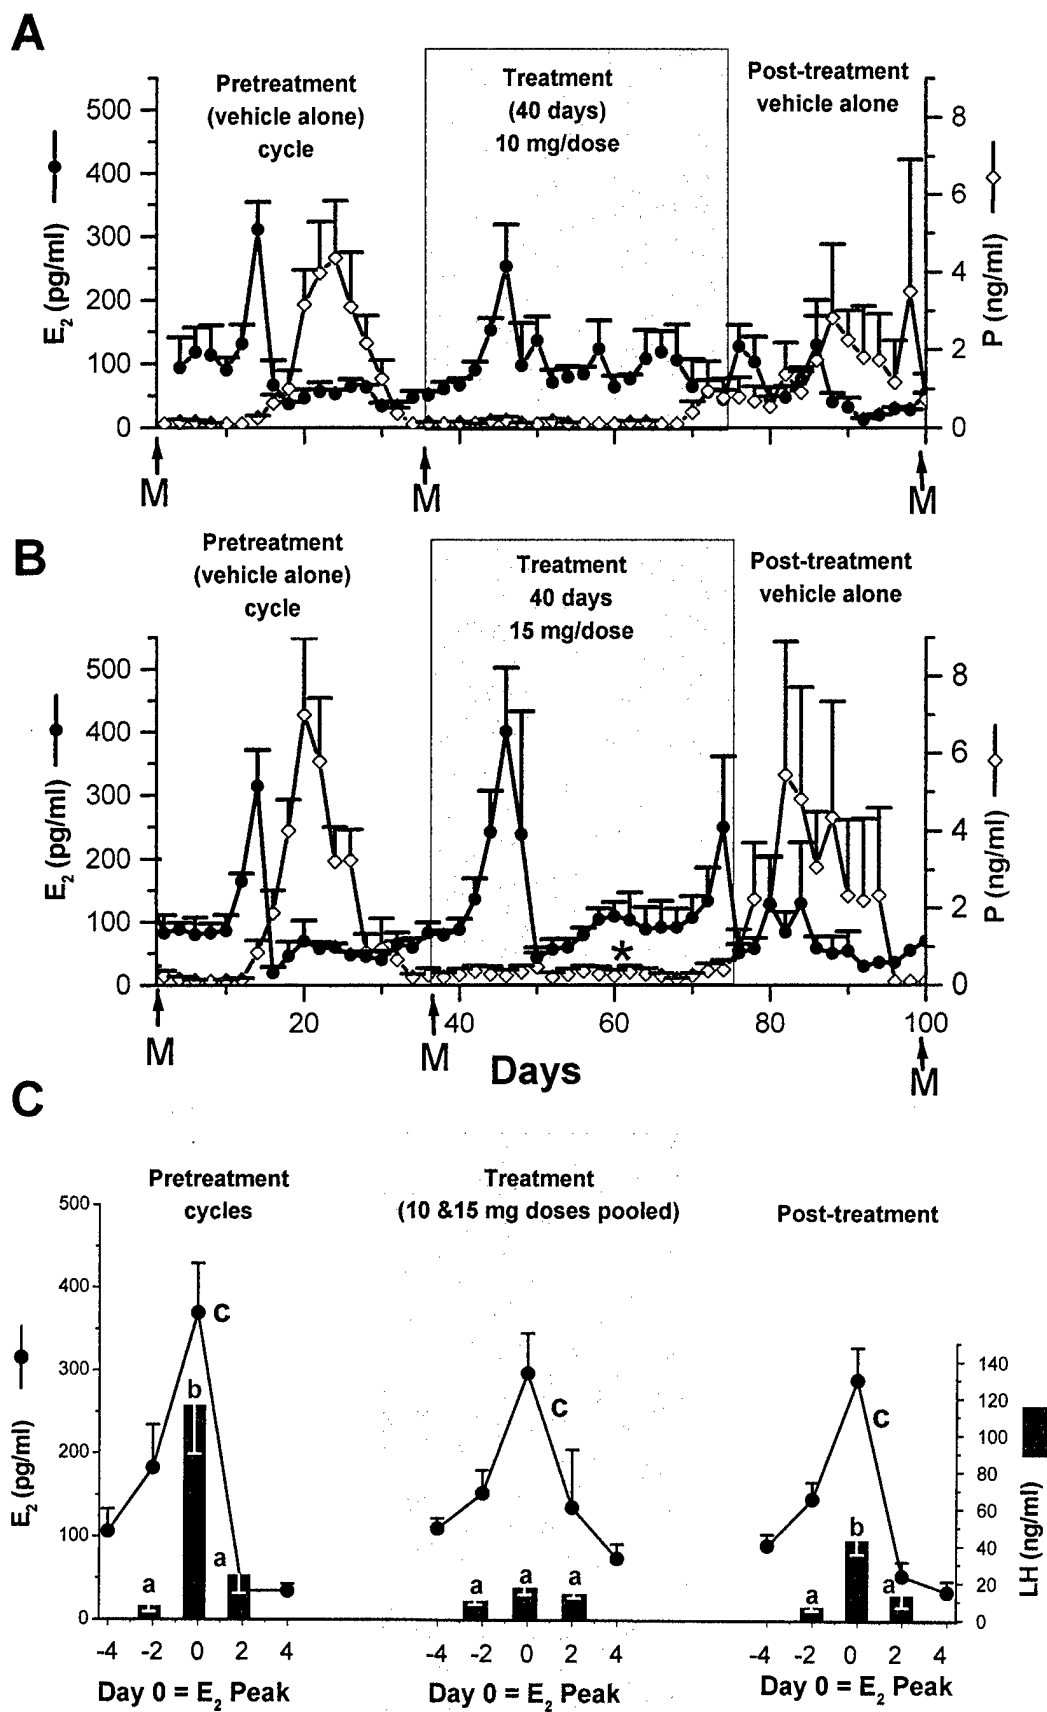 A
Pretreatment
(vehicle alone)
cycle
Treatment
(40 days)
10 mg/dose
Post-treatment
vehicle alone
E2 (pg/ml)
500
400
300
200
100
0
P (ng/ml)
8
6
4
2
0
M
M
M
B
Pretreatment
(vehicle alone)
cycle
Treatment
40 days
15 mg/dose
Post-treatment
vehicle alone
E2 (pg/ml)
500
400
300
200
100
0
P (ng/ml)
8
6
4
2
0
*
20
40
60
80
100
M
M
M
Days
C
Pretreatment
cycles
Treatment
(10 &15 mg doses pooled)
Post-treatment
E2 (pg/ml)
500
400
300
200
100
0
LH (ng/ml)
140
120
100
80
60
40
20
0
a
b
c
a
a
a
c
a
a
b
c
a
-4 -2 0 2 4
-4 -2 0 2 4
-4 -2 0 2 4
Day 0 = E2 Peak
Day 0 = E2 Peak
Day 0 = E2 Peak